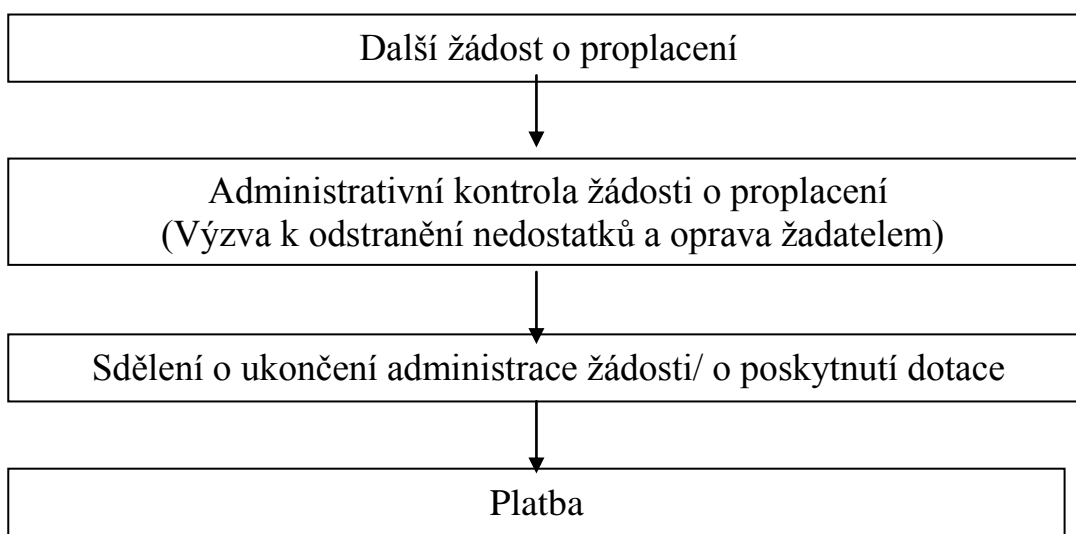 Další žádost o proplacení
Administrativní kontrola žádosti o proplacení
(Výzva k odstranění nedostatků a oprava žadatelem)
Sdělení o ukončení administrace žádosti/ o poskytnutí dotace
Platba